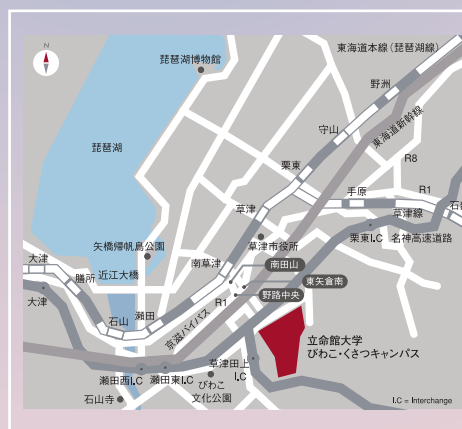 N
東海道本線（琵琶湖線）
琵琶湖博物館
野洲
東海道新幹線
守山
琵琶湖
栗東
R8
手原
R1
草津
草津線
石部
草津市役所
栗東I.C
名神高速道路
矢橋帰帆島公園
南草津
南田山
大津
近江大橋
東矢倉南
膳所
野路中央
大津
瀬田
R1
石山
京滋バイパス
立命館大学
びわこ・くさつキャンパス
草津田上
I.C
瀬田西I.C
瀬田東I.C
びわこ
文化公園
石山寺
I.C = Interchange